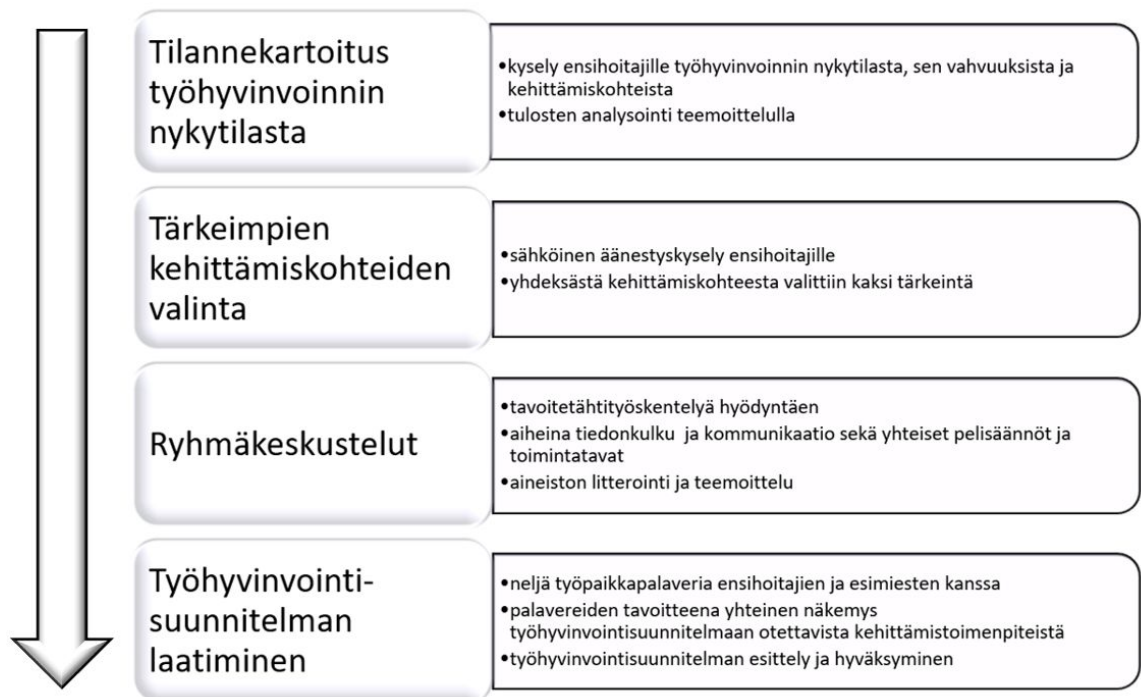 Tilannekartoitus
työhyvinvoinnin
nykytilasta
•kysely ensihoitajille työhyvinvoinnin nykytilasta, sen vahvuuksista ja
kehittämiskohteista
•tulosten analysointi teemoittelulla
Tärkeimpien
kehittämiskohteiden
valinta
•sähköinen äänestyskysely ensihoitajille
•yhdeksästä kehittämiskohteesta valittiin kaksi tärkeintä
Ryhmäkeskustelut
•tavoitetähtityöskentelyä hyödyntäen
•aiheina tiedonkulku ja kommunikaatio sekä yhteiset pelisäännöt ja
toimintatavat
•aineiston litterointi ja teemoittelu
Työhyvinvointi-
suunnitelman
laatiminen
•neljä työpaikkapalaveria ensihoitajien ja esimiesten kanssa
•palavereiden tavoitteena yhteinen näkemys
työhyvinvointisuunnitelmaan otettavista kehittämistoimenpiteistä
•työhyvinvointisuunnitelman esittely ja hyväksyminen